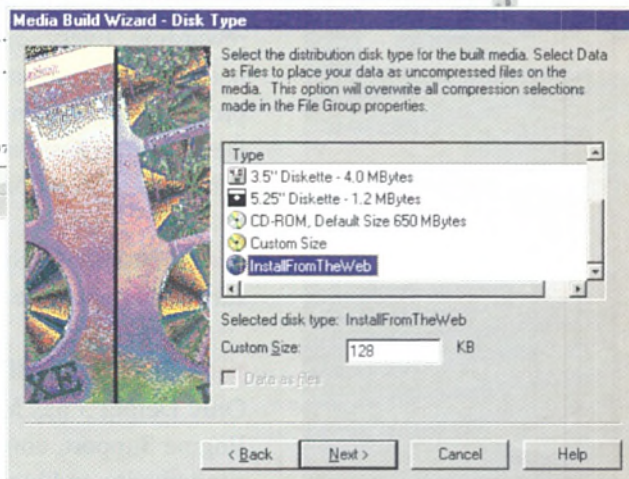 Media Build Wizard - Disk Type
Select the distribution disk type for the built media. Select Data
as Files to place your data as uncompressed files on the
media. This option will overwrite all compression selections
made in the File Group properties.
Type
3.5" Diskette - 4.0 MBytes
5.25" Diskette - 1.2 MBytes
CD-ROM, Default Size 650 MBytes
Custom Size
InstallFromTheWeb
Selected disk type: InstallFromTheWeb
Custom Size: 128 KB
Data as files
XE
< Back Next > Cancel Help